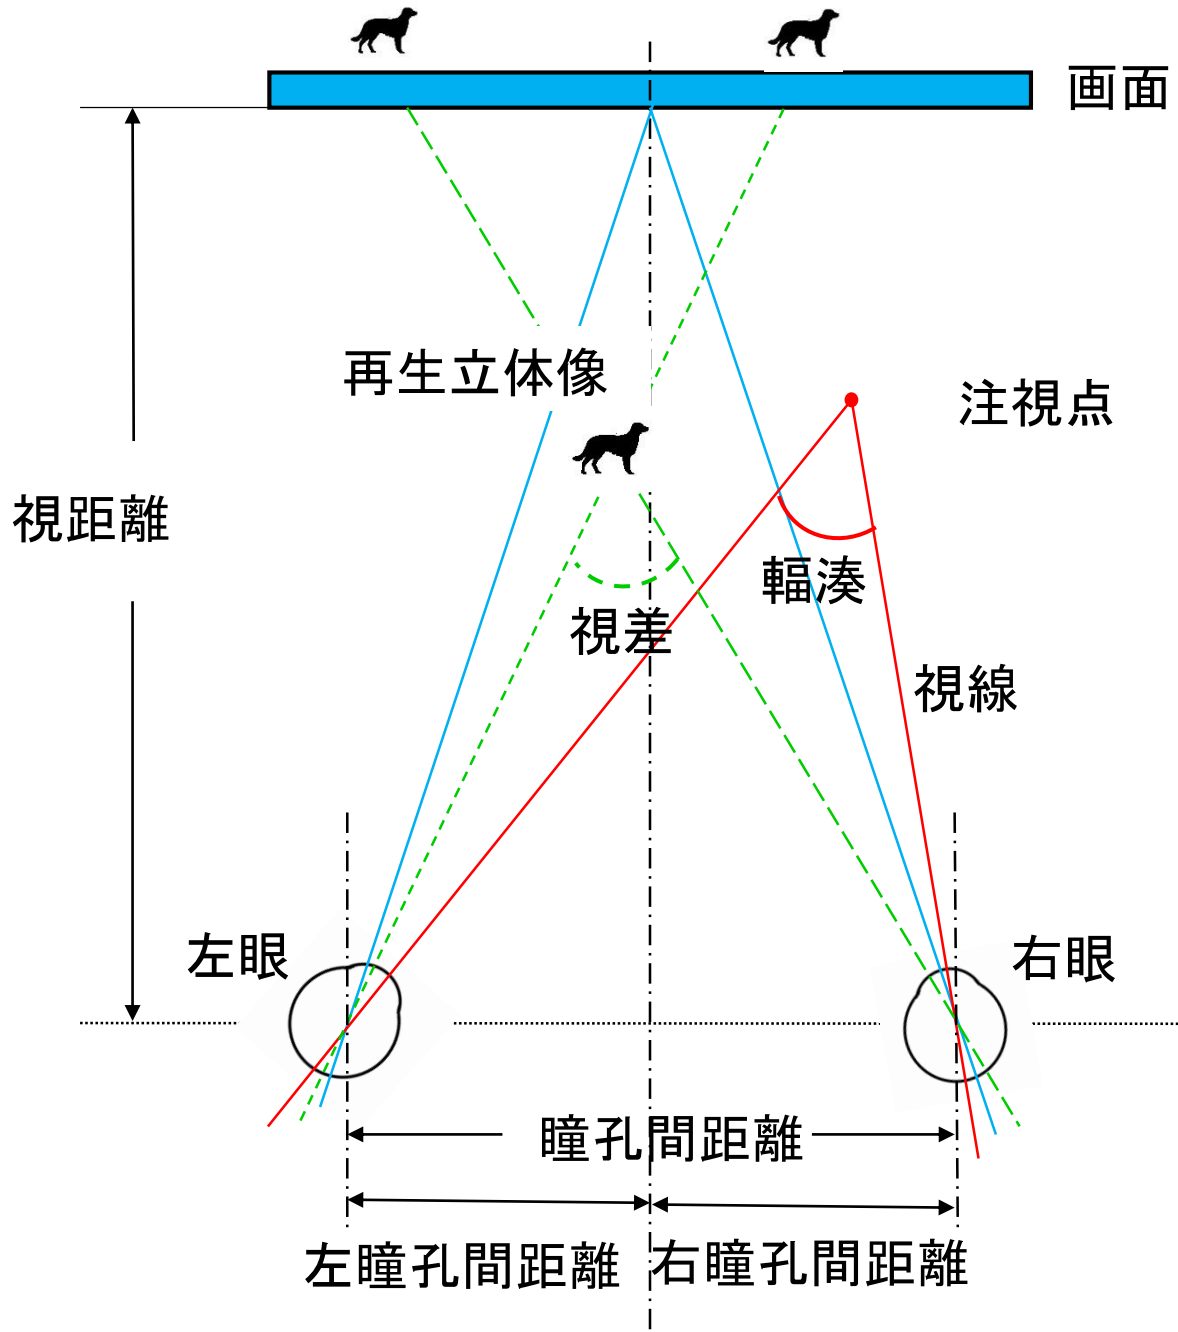 画面
再生立体像
注視点
視距離
輻湊
視差
視線
左眼
右眼
瞳孔間距離
左瞳孔間距離
右瞳孔間距離